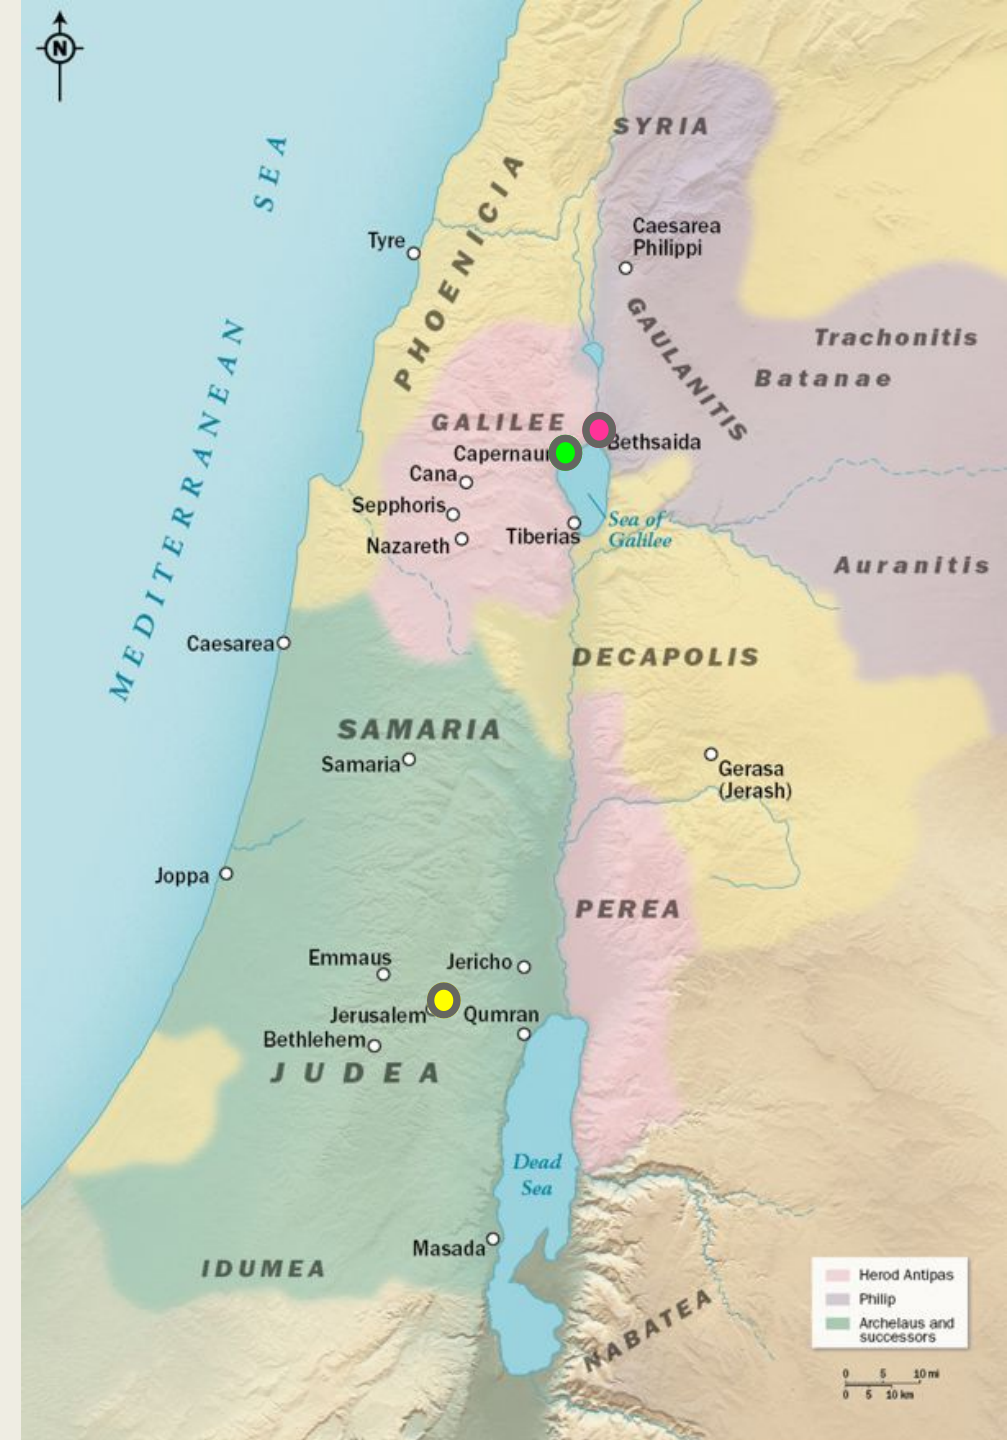 N
SYRIA
MEDITERRANEAN SEA
PHOENICIA
Tyre
Caesarea
Philippi
GAULANITIS
Trachonitis
Batanae
GALILEE
Bethsaida
Capernau
Cana
Sepphoris
Nazareth
Tiberias
Sea of
Galilee
Auranitis
Caesarea
DECAPOLIS
SAMARIA
Samaria
Gerasa
(Jerash)
Joppa
PEREA
Emmaus
Jericho
Jerusalem
Qumran
Bethlehem
JUDEA
Dead
Sea
Masada
IDUMEA
NABATEA
Herod Antipas
Philip
Archelaus and
successors
0 5 10 mi
0 5 10 km